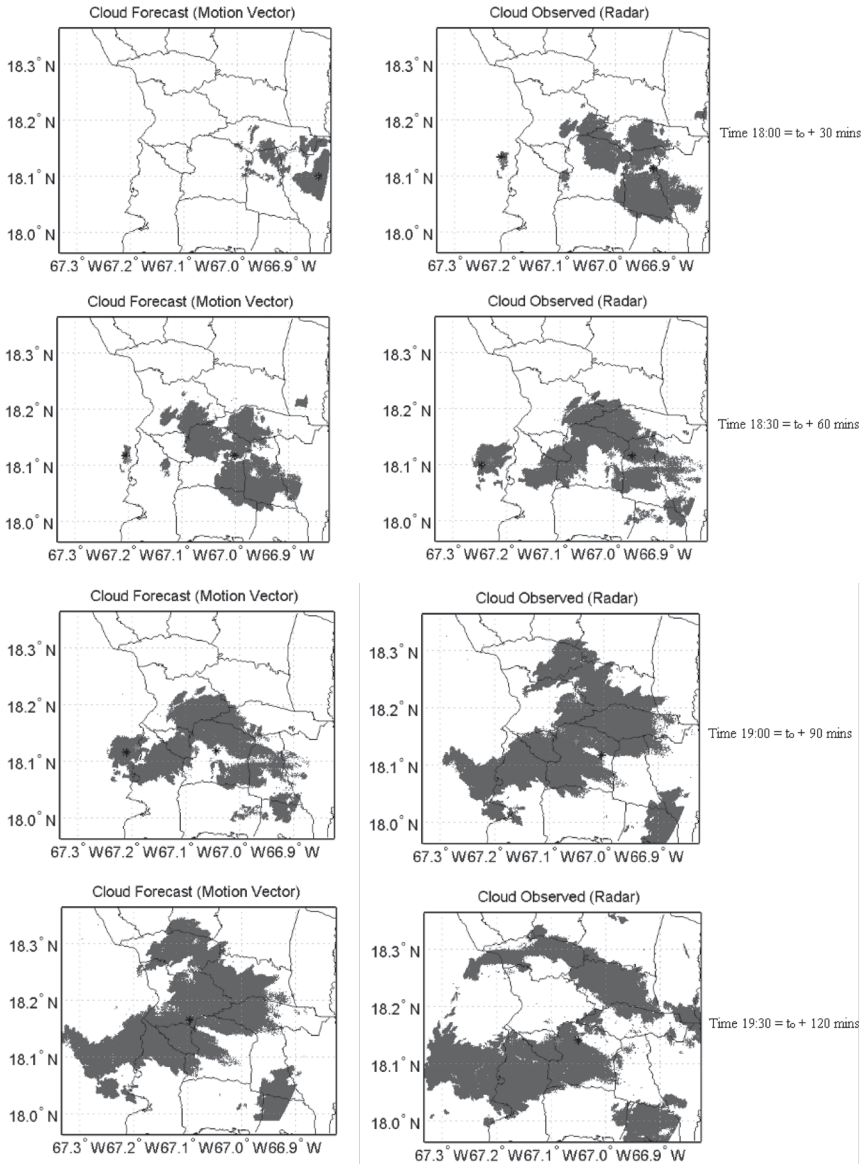 Cloud Forecast (Motion Vector)
Cloud Observed (Radar)
18.3° N
18.2° N
18.1° N
18.0° N
67.3° W67.2° W67.1° W67.0° W66.9° W
18.3° N
18.2° N
18.1° N
18.0° N
67.3° W67.2° W67.1° W67.0° W66.9° W
Time 18:00 = to + 30 mins
Cloud Forecast (Motion Vector)
Cloud Observed (Radar)
18.3° N
18.2° N
18.1° N
18.0° N
67.3° W67.2° W67.1° W67.0° W66.9° W
18.3° N
18.2° N
18.1° N
18.0° N
67.3° W67.2° W67.1° W67.0° W66.9° W
Time 18:30 = to + 60 mins
Cloud Forecast (Motion Vector)
Cloud Observed (Radar)
18.3° N
18.2° N
18.1° N
18.0° N
67.3° W67.2° W67.1° W67.0° W66.9° W
18.3° N
18.2° N
18.1° N
18.0° N
67.3° W67.2° W67.1° W67.0° W66.9° W
Time 19:00 = to + 90 mins
Cloud Forecast (Motion Vector)
Cloud Observed (Radar)
18.3° N
18.2° N
18.1° N
18.0° N
67.3° W67.2° W67.1° W67.0° W66.9° W
18.3° N
18.2° N
18.1° N
18.0° N
67.3° W67.2° W67.1° W67.0° W66.9° W
Time 19:30 = to + 120 mins